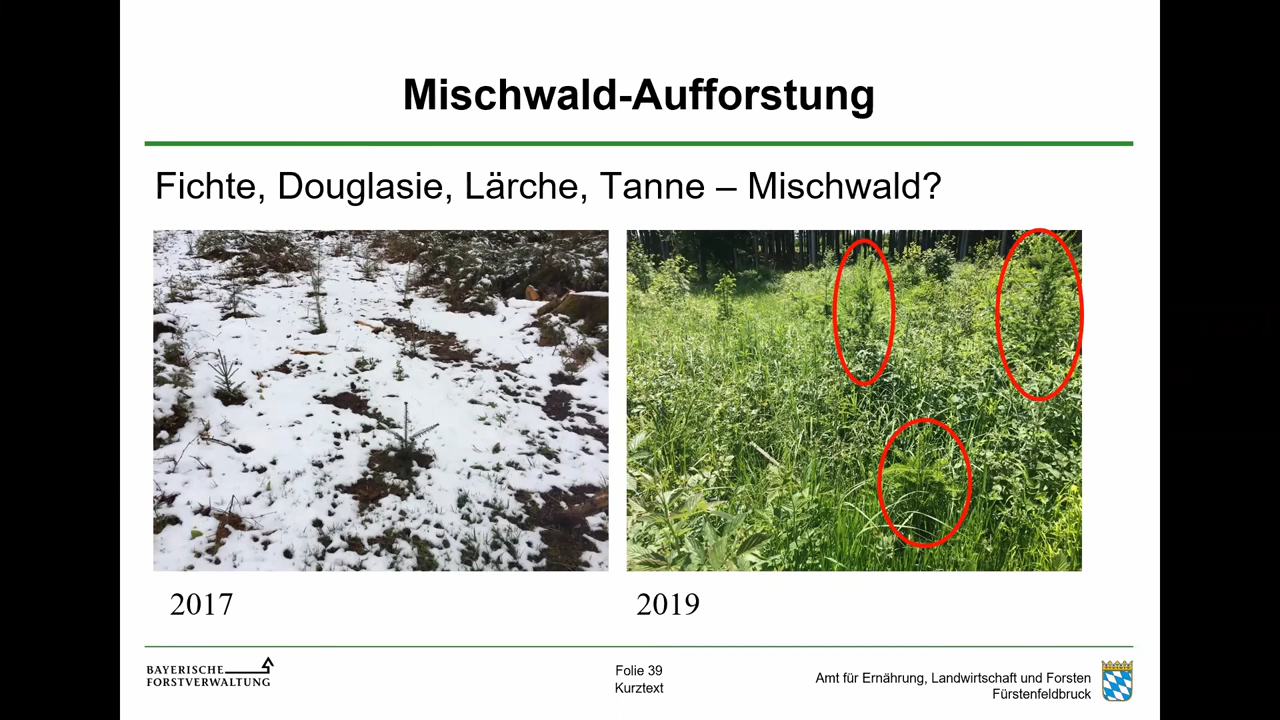 Mischwald-Aufforstung
Fichte, Douglasie, Lärche, Tanne – Mischwald?
2017
2019
BAYERISCHE
FORSTVERWALTUNG
Folie 39
Kurztext
Amt für Ernährung, Landwirtschaft und Forsten
Fürstenfeldbruck